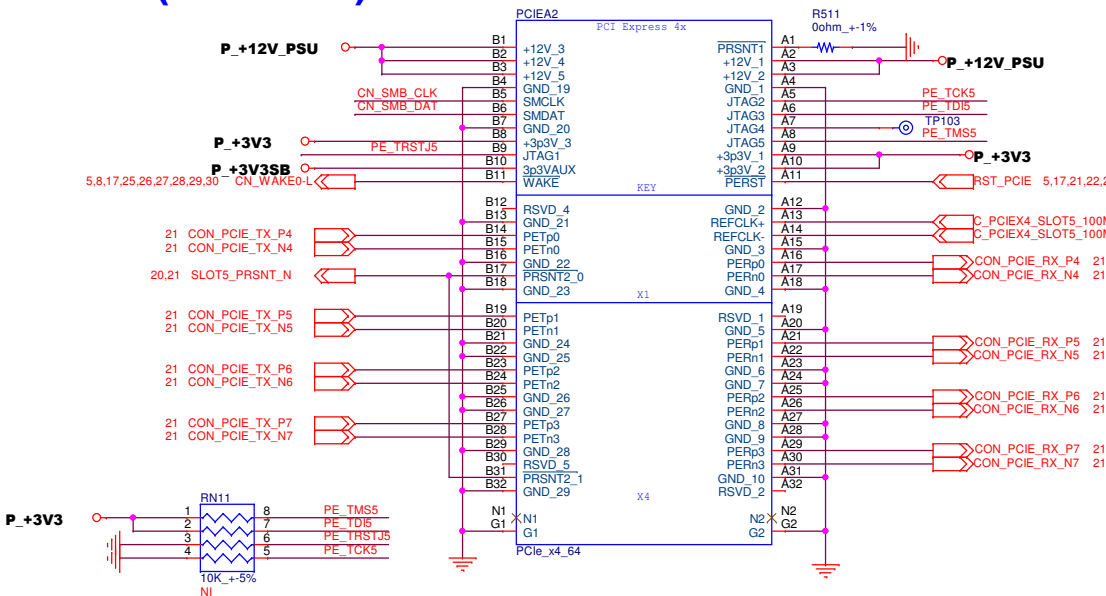 PCIEA2
R511
0ohm_+-1%
PCI Express 4x
P_+12V_PSU
B1 +12V_3 PRSNT1 A1
B2 +12V_4 +12V_1 A2
P_+12V_PSU
B3 +12V_5 +12V_2 A3
B4 GND_19 GND_1 A4
CN_SMB_CLK B5 SMCLK JTAG2 A5 PE_TCK5
CN_SMB_DAT B6 SMDAT JTAG3 A6 PE_TDI5
B7 GND_20 JTAG4 A7 TP103
P_+3V3 B8 +3p3V_3 JTAG5 A8 PE_TMS5
PE_TRSTJ5 B9 JTAG1 +3p3V_1 A9 P_+3V3
P_+3V3SB B10 3p3VAUX +3p3V_2 A10
5,8,17,25,26,27,28,29,30 CN_WAKE0-L B11 WAKE PERST A11 RST_PCIE 5,17,21,22,2
KEY
B12 RSVD_4 GND_2 A12
B13 GND_21 REFCLK+ A13 C_PCIEX4_SLOT5_100M
21 CON_PCIE_TX_P4 B14 PETp0 REFCLK- A14 C_PCIEX4_SLOT5_100M
21 CON_PCIE_TX_N4 B15 PETn0 GND_3 A15
B16 GND_22 PERp0 A16 CON_PCIE_RX_P4 21
20,21 SLOT5_PRSNT_N B17 PRSNT2_0 PERn0 A17 CON_PCIE_RX_N4 21
B18 GND_23 GND_4 A18
X1
21 CON_PCIE_TX_P5 B19 PETp1 RSVD_1 A19
21 CON_PCIE_TX_N5 B20 PETn1 GND_5 A20
B21 GND_24 PERp1 A21 CON_PCIE_RX_P5 21
B22 GND_25 PERn1 A22 CON_PCIE_RX_N5 21
21 CON_PCIE_TX_P6 B23 PETp2 GND_6 A23
21 CON_PCIE_TX_N6 B24 PETn2 GND_7 A24
B25 GND_26 PERp2 A25 CON_PCIE_RX_P6 21
B26 GND_27 PERn2 A26 CON_PCIE_RX_N6 21
21 CON_PCIE_TX_P7 B27 PETp3 GND_8 A27
21 CON_PCIE_TX_N7 B28 PETn3 GND_9 A28
B29 GND_28 PERp3 A29 CON_PCIE_RX_P7 21
B30 RSVD_5 PERn3 A30 CON_PCIE_RX_N7 21
B31 PRSNT2_1 GND_10 A31
B32 GND_29 RSVD_2 A32
X4
N1 N1 N2 N2
G1 G1 G2 G2
PCIe_x4_64
RN11
P_+3V3
1 8 PE_TMS5
2 7 PE_TDI5
3 6 PE_TRSTJ5
4 5 PE_TCK5
10K_+-5%
NI